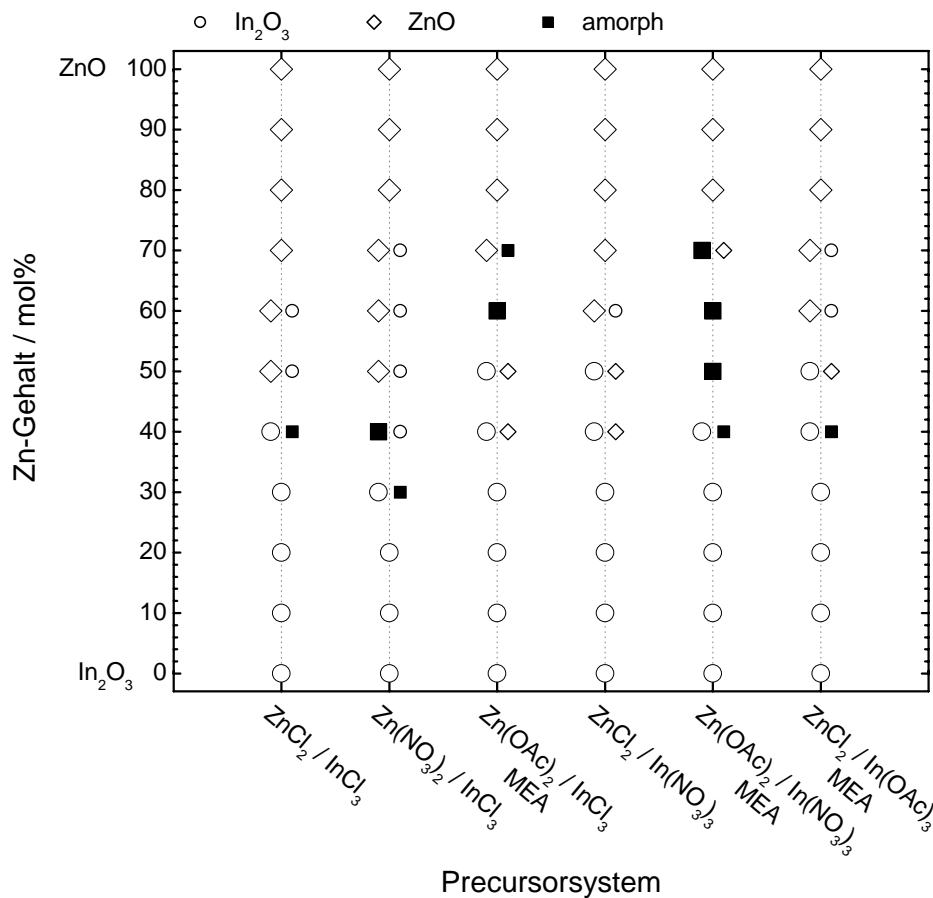 In₂O₃ ZnO amorph
ZnO 100
90
80
70
60
50
40
30
20
10
In₂O₃ 0
Zn-Gehalt / mol%
ZnCl₂ / InCl₃
Zn(NO₃)₂ / InCl₃
Zn(OAc)₂ / InCl₃
MEA
ZnCl₂ / In(NO₃)₃
Zn(OAc)₂ / In(NO₃)₃
MEA
ZnCl₂ / In(OAc)₃
MEA
Precursorsystem